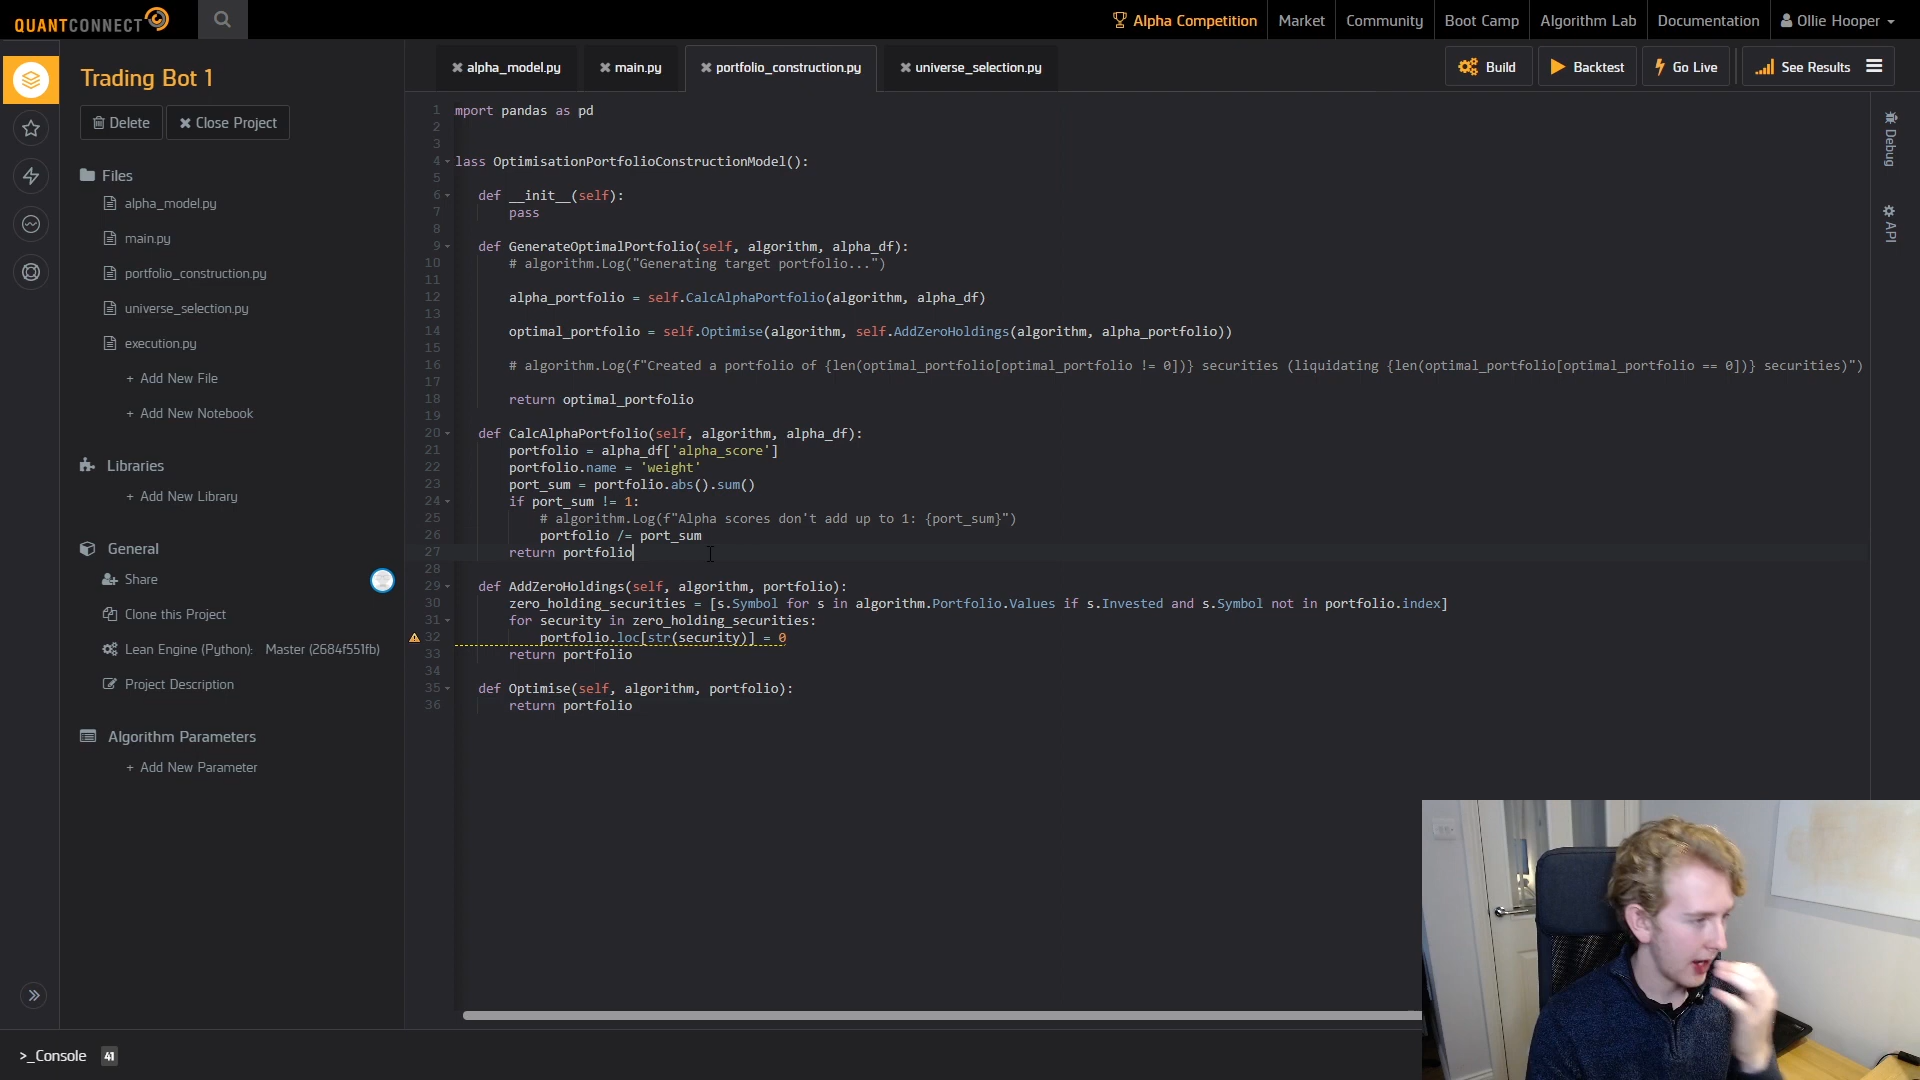 QUANTCONNECT
Alpha Competition
Market
Community
Boot Camp
Algorithm Lab
Documentation
Ollie Hooper
Trading Bot 1
Delete
Close Project
Files
alpha_model.py
main.py
portfolio_construction.py
universe_selection.py
execution.py
+ Add New File
+ Add New Notebook
Libraries
+ Add New Library
General
Share
Clone this Project
Lean Engine (Python): Master (2684f551fb)
Project Description
Algorithm Parameters
+ Add New Parameter
alpha_model.py
main.py
portfolio_construction.py
universe_selection.py
Build
Backtest
Go Live
See Results
1 mport pandas as pd
2
3
4 lass OptimisationPortfolioConstructionModel():
5
6 def __init__(self):
7 pass
8
9 def GenerateOptimalPortfolio(self, algorithm, alpha_df):
10 # algorithm.Log("Generating target portfolio...")
11
12 alpha_portfolio = self.CalcAlphaPortfolio(algorithm, alpha_df)
13
14 optimal_portfolio = self.Optimise(algorithm, self.AddZeroHoldings(algorithm, alpha_portfolio))
15
16 # algorithm.Log(f"Created a portfolio of {len(optimal_portfolio[optimal_portfolio != 0])} securities (liquidating {len(optimal_portfolio[optimal_portfolio == 0])} securities)")
17
18 return optimal_portfolio
19
20 def CalcAlphaPortfolio(self, algorithm, alpha_df):
21 portfolio = alpha_df['alpha_score']
22 portfolio.name = 'weight'
23 port_sum = portfolio.abs().sum()
24 if port_sum != 1:
25 # algorithm.Log(f"Alpha scores don't add up to 1: {port_sum}")
26 portfolio /= port_sum
27 return portfolio
28
29 def AddZeroHoldings(self, algorithm, portfolio):
30 zero_holding_securities = [s.Symbol for s in algorithm.Portfolio.Values if s.Invested and s.Symbol not in portfolio.index]
31 for security in zero_holding_securities:
32 portfolio.loc[str(security)] = 0
33 return portfolio
34
35 def Optimise(self, algorithm, portfolio):
36 return portfolio
Debug
API
>_Console 41